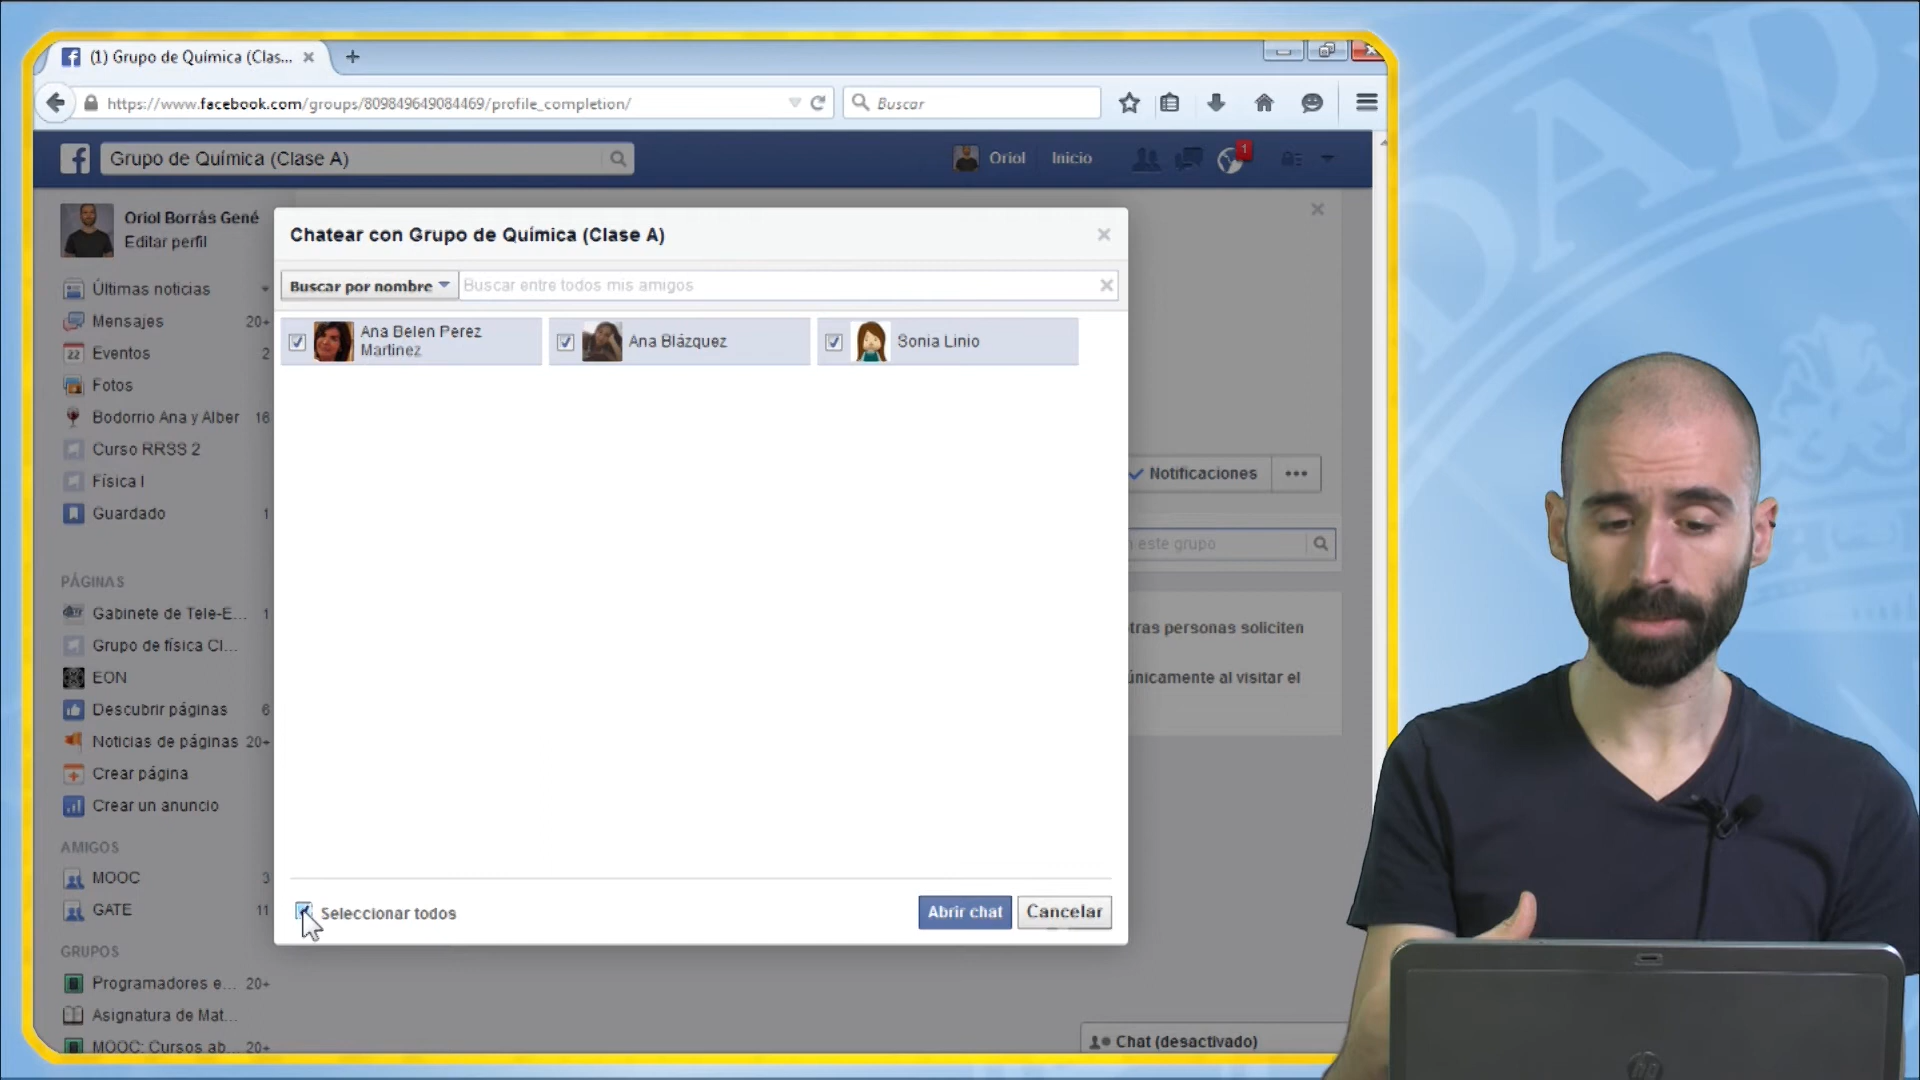 (1) Grupo de Química (Clas...
https://www.facebook.com/groups/809849649084469/profile_completion/
Buscar
Grupo de Química (Clase A)
Oriol
Inicio
1
Oriol Borrás Gené
Editar perfil
Últimas noticias
Mensajes 20+
Eventos 2
Fotos
Bodorrio Ana y Alber 16
Curso RRSS 2
Física I
Guardado 1
PÁGINAS
Gabinete de Tele-E... 1
Grupo de física Cl...
EON
Descubrir páginas 6
Noticias de páginas 20+
Crear página
Crear un anuncio
AMIGOS
MOOC 3
GATE 11
GRUPOS
Programadores e... 20+
Asignatura de Mat...
MOOC: Cursos ab... 20+
Chatear con Grupo de Química (Clase A)
Buscar por nombre
Buscar entre todos mis amigos
Ana Belen Perez
Martinez
Ana Blázquez
Sonia Linio
Seleccionar todos
Abrir chat
Cancelar
Notificaciones
este grupo
tras personas soliciten
únicamente al visitar el
Chat (desactivado)
hp